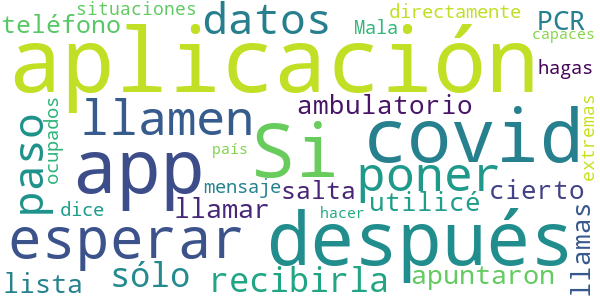 situaciones directamente PCR
teléfono datos Mala capaces
aplicación hagas
ocupados llamen ambulatorio covid extremas
paso app país Si poner cierto
mensaje salta utilicé
dice llamar hacer
esperar después llamas
lista sólo recibirla apuntaron